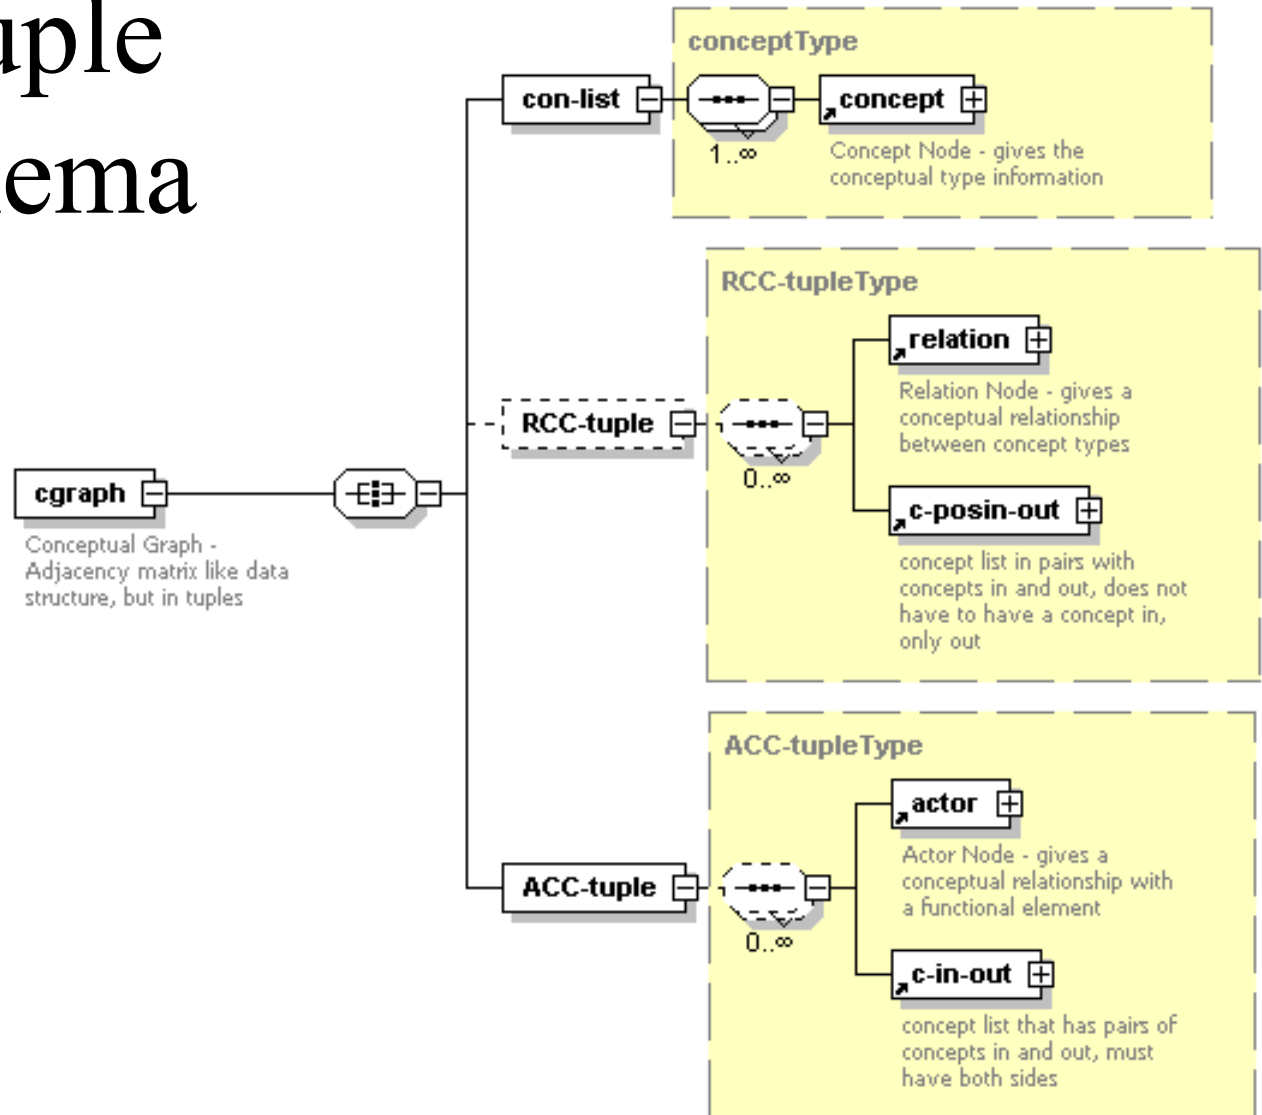 uple
ema
conceptType
con-list
concept
1..∞
Concept Node - gives the
conceptual type information
RCC-tupleType
relation
Relation Node - gives a
conceptual relationship
between concept types
RCC-tuple
0..∞
c-posin-out
concept list in pairs with
concepts in and out, does not
have to have a concept in,
only out
cgraph
Conceptual Graph -
Adjacency matrix like data
structure, but in tuples
ACC-tupleType
actor
Actor Node - gives a
conceptual relationship with
a functional element
ACC-tuple
0..∞
c-in-out
concept list that has pairs of
concepts in and out, must
have both sides